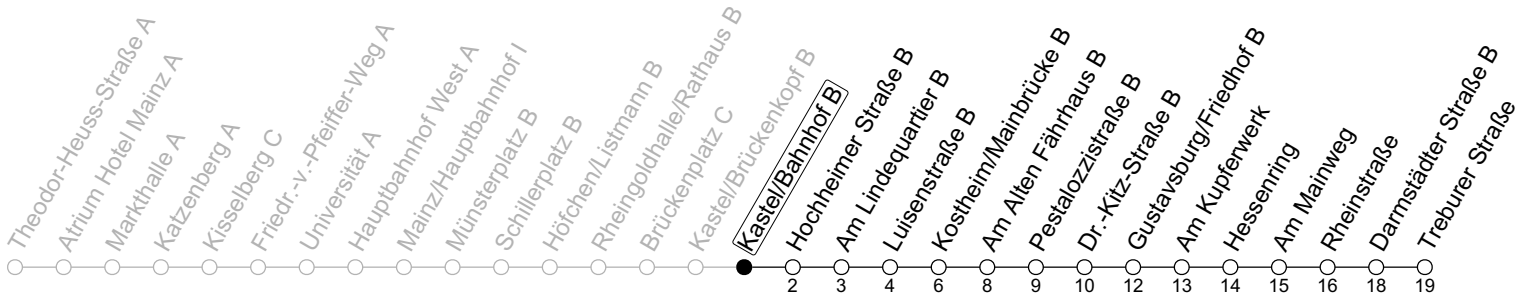 Theodor-Heuss-Straße A
Atrium Hotel Mainz A
Markthalle A
Katzenberg A
Kisselberg C
Friedr.-v.-Pfeiffer-Weg A
Universität A
Hauptbahnhof West A
Mainz/Hauptbahnhof I
Münsterplatz B
Schillerplatz B
Höfchen/Listmann B
Rheingoldhalle/Rathaus B
Brückenplatz C
Kastel/Brückenkopf B
Kastel/Bahnhof B
Hochheimer Straße B
Am Lindequartier B
Luisenstraße B
Kostheim/Mainbrücke B
Am Alten Fährhaus B
Pestalozzistraße B
Dr.-Kitz-Straße B
Gustavsburg/Friedhof B
Am Kupferwerk
Hessenring
Am Mainweg
Rheinstraße
Darmstädter Straße B
Treburer Straße
2 3 4 6 8 9 10 12 13 14 15 16 18 19